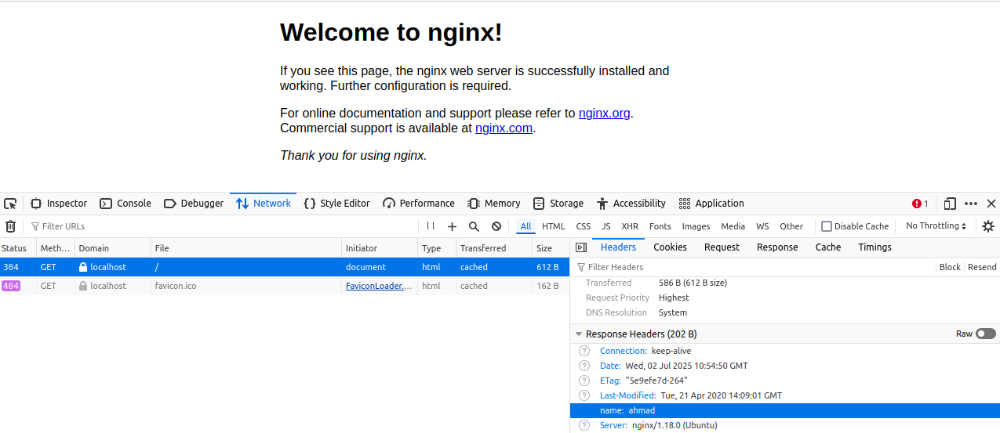 Welcome to nginx!
If you see this page, the nginx web server is successfully installed and
working. Further configuration is required.
For online documentation and support please refer to nginx.org.
Commercial support is available at nginx.com.
Thank you for using nginx.
Inspector Console Debugger Network Style Editor Performance Memory Storage Accessibility Application 1
Filter URLs All HTML CSS JS XHR Fonts Images Media WS Other Disable Cache No Throttling
Status Meth... Domain File Initiator Type Transferred Size
304 GET localhost / document html cached 612 B
404 GET localhost favicon.ico FaviconLoader.... html cached 162 B
Headers Cookies Request Response Cache Timings
Filter Headers Block Resend
Transferred 586 B (612 B size)
Request Priority Highest
DNS Resolution System
Response Headers (202 B) Raw
Connection: keep-alive
Date: Wed, 02 Jul 2025 10:54:50 GMT
ETag: "5e9efe7d-264"
Last-Modified: Tue, 21 Apr 2020 14:09:01 GMT
name: ahmad
Server: nginx/1.18.0 (Ubuntu)